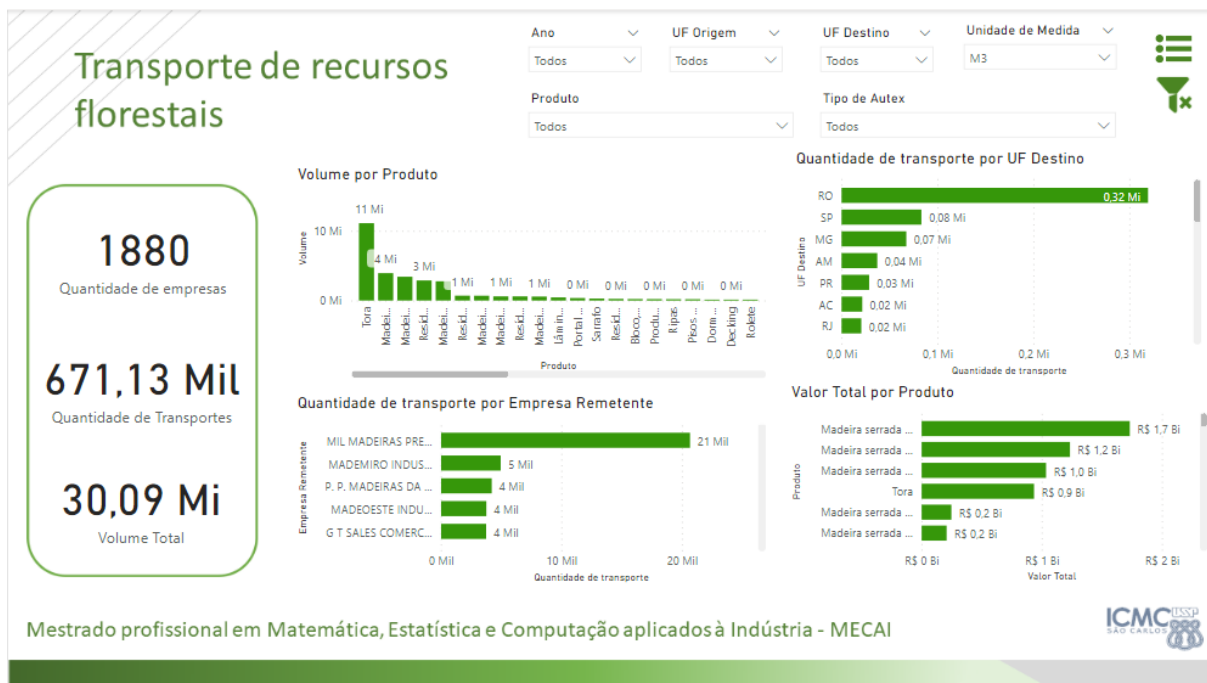 Transporte de recursos
florestais
Ano
UF Origem
UF Destino
Unidade de Medida
Todos
Todos
Todos
M3
Produto
Tipo de Autex
Todos
Todos
1880
Quantidade de empresas
671,13 Mil
Quantidade de Transportes
30,09 Mi
Volume Total
Volume por Produto
Volume
10 Mi
0 Mi
11 Mi
4 Mi
3 Mi
1 Mi
1 Mi
1 Mi
0 Mi
0 Mi
0 Mi
0 Mi
0 Mi
Tora
Madei...
Madei...
Resíd...
Madei...
Resíd...
Madei...
Madei...
Resíd...
Madei...
Lâmin...
Portal ...
Sarrafo
Resíd...
Bloco,...
Produ...
Ripas
Pisos ...
Dorm...
Decking
Rolete
Produto
Quantidade de transporte por UF Destino
UF Destino
RO 0,32 Mi
SP 0,08 Mi
MG 0,07 Mi
AM 0,04 Mi
PR 0,03 Mi
AC 0,02 Mi
RJ 0,02 Mi
0,0 Mi 0,1 Mi 0,2 Mi 0,3 Mi
Quantidade de transporte
Quantidade de transporte por Empresa Remetente
Empresa Remetente
MIL MADEIRAS PRE... 21 Mil
MADEMIRO INDUS... 5 Mil
P. P. MADEIRAS DA ... 4 Mil
MADEOESTE INDU... 4 Mil
G T SALES COMERC... 4 Mil
0 Mil 10 Mil 20 Mil
Quantidade de transporte
Valor Total por Produto
Produto
Madeira serrada ... R$ 1,7 Bi
Madeira serrada ... R$ 1,2 Bi
Madeira serrada ... R$ 1,0 Bi
Tora R$ 0,9 Bi
Madeira serrada ... R$ 0,2 Bi
Madeira serrada ... R$ 0,2 Bi
R$ 0 Bi R$ 1 Bi R$ 2 Bi
Valor Total
Mestrado profissional em Matemática, Estatística e Computação aplicados à Indústria - MECAI
ICMC
SÃO CARLOS